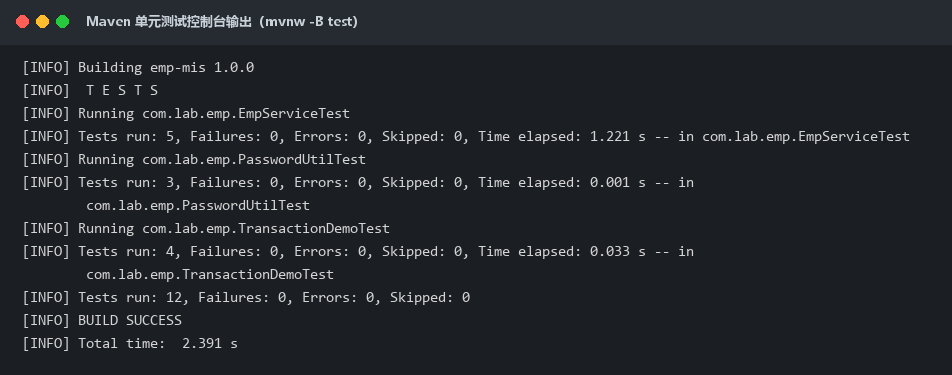 Maven 单元测试控制台输出（mvnw -B test）
[INFO] Building emp-mis 1.0.0
[INFO]  T E S T S
[INFO] Running com.lab.emp.EmpServiceTest
[INFO] Tests run: 5, Failures: 0, Errors: 0, Skipped: 0, Time elapsed: 1.221 s -- in com.lab.emp.EmpServiceTest
[INFO] Running com.lab.emp.PasswordUtilTest
[INFO] Tests run: 3, Failures: 0, Errors: 0, Skipped: 0, Time elapsed: 0.001 s -- in
com.lab.emp.PasswordUtilTest
[INFO] Running com.lab.emp.TransactionDemoTest
[INFO] Tests run: 4, Failures: 0, Errors: 0, Skipped: 0, Time elapsed: 0.033 s -- in
com.lab.emp.TransactionDemoTest
[INFO] Tests run: 12, Failures: 0, Errors: 0, Skipped: 0
[INFO] BUILD SUCCESS
[INFO] Total time:  2.391 s